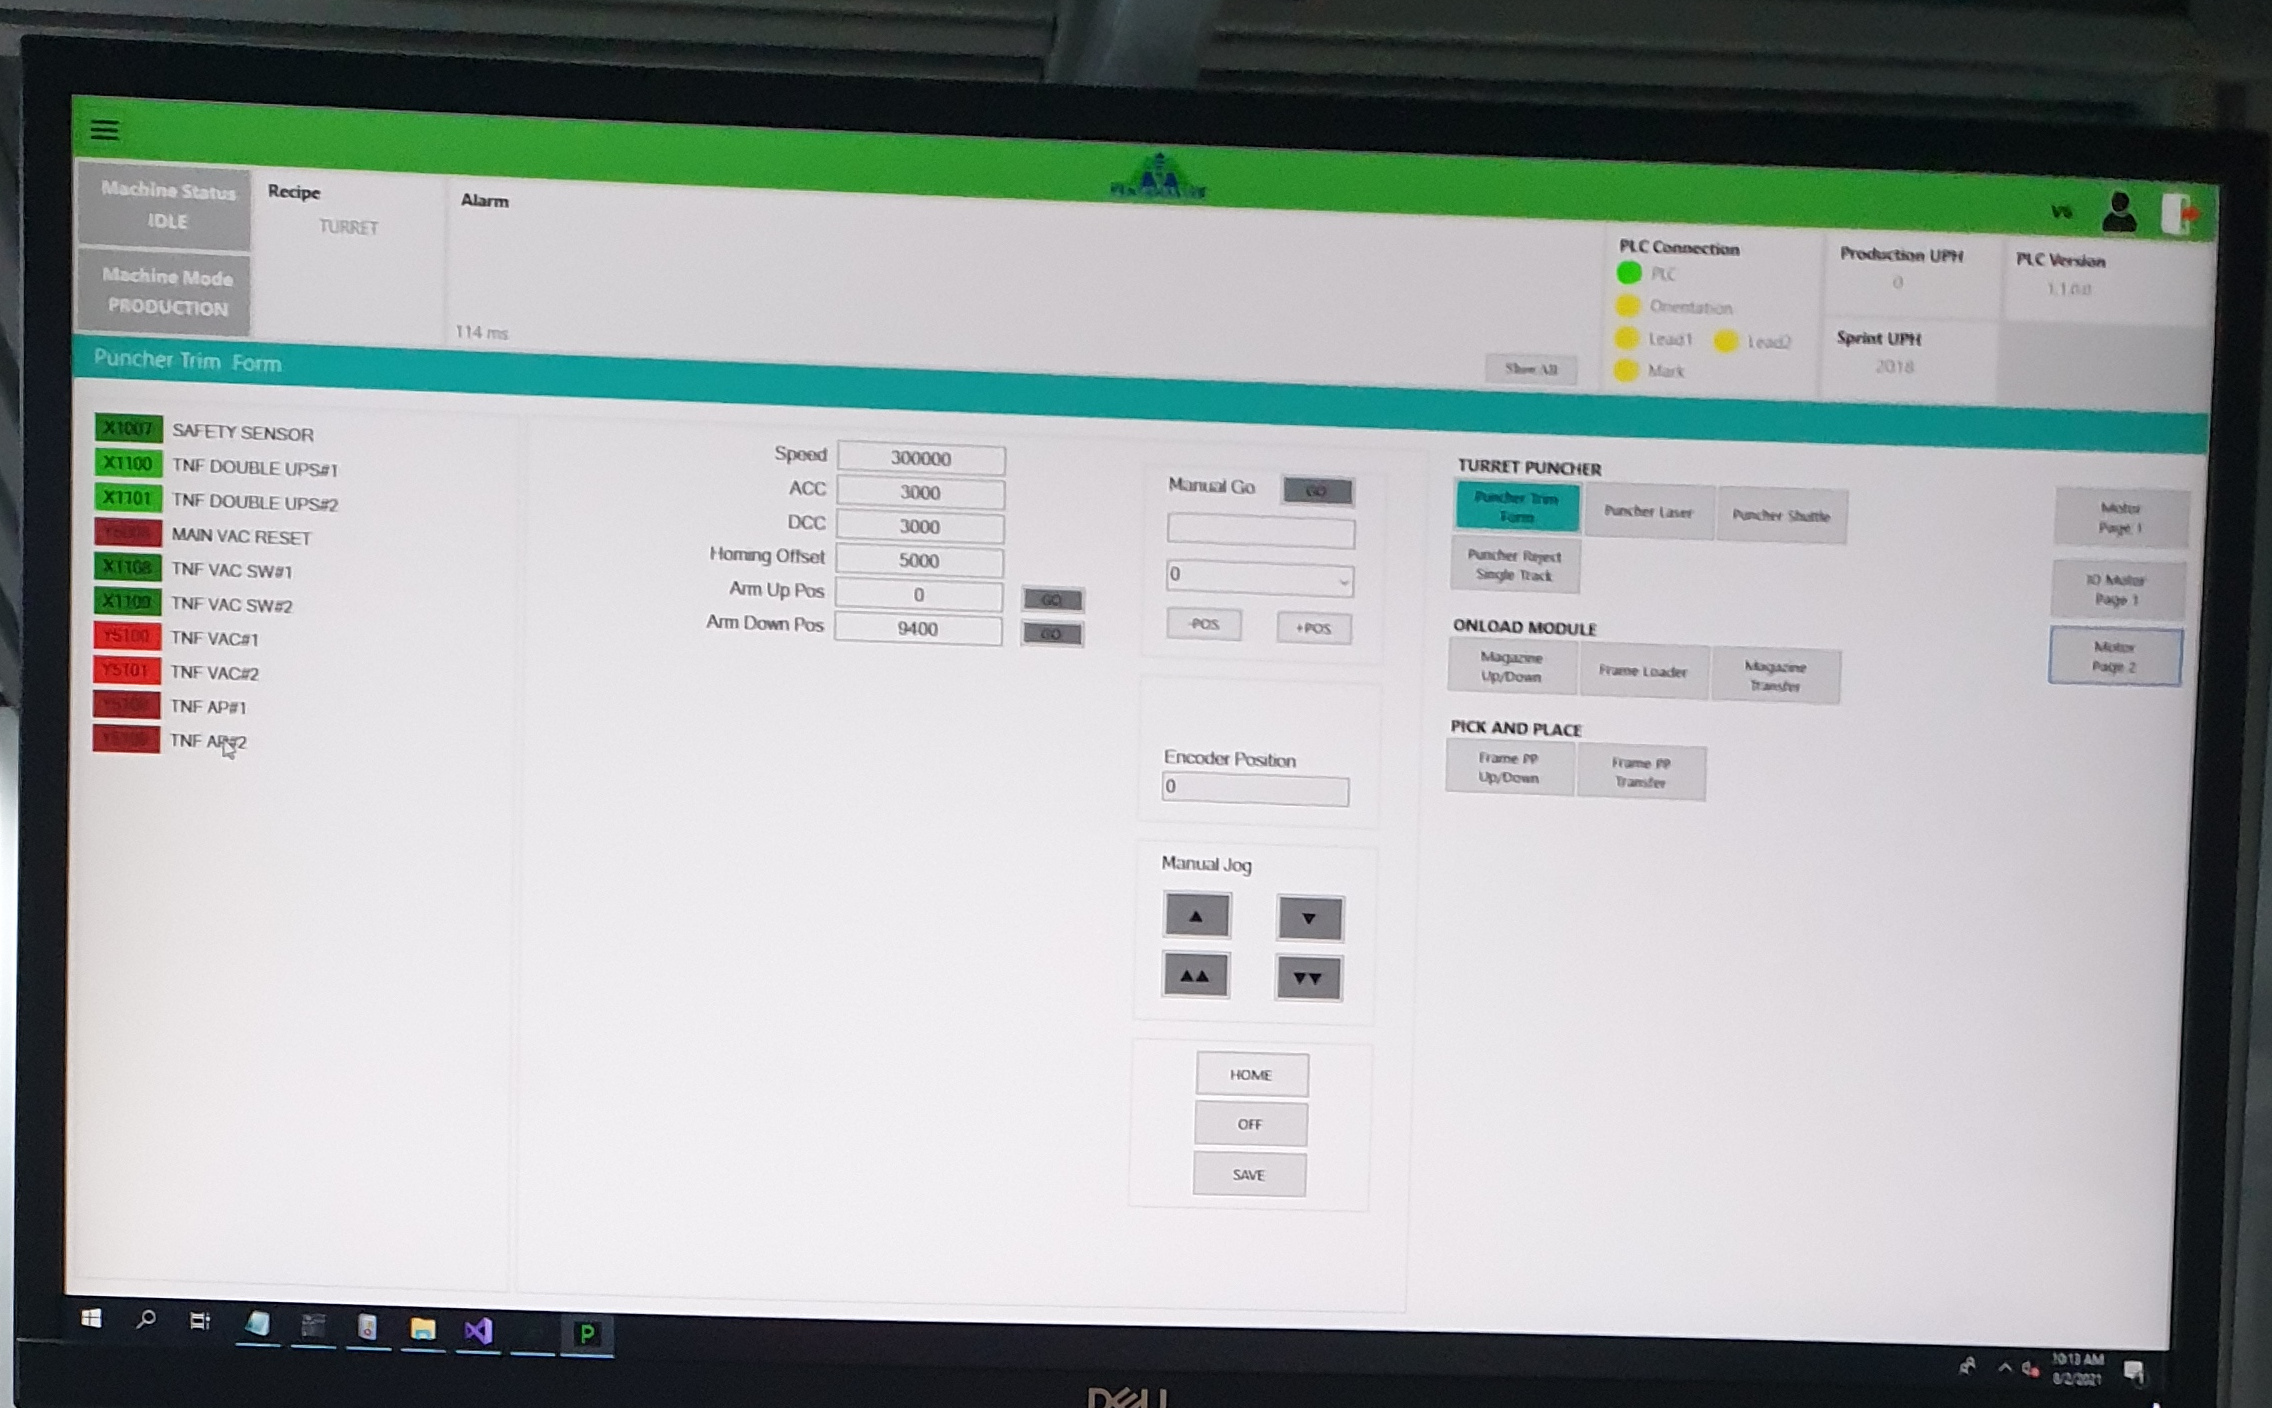 V6
Machine Status
IDLE
Machine Mode
PRODUCTION
Recipe
TURRET
Alarm
114 ms
Show All
PLC Connection
PLC
Orientation
Lead1 Lead2
Mark
Production UPH
0
Sprint UPH
2018
PLC Version
1.1.0.0
Puncher Trim Form
X1007 SAFETY SENSOR
X1100 TNF DOUBLE UPS#1
X1101 TNF DOUBLE UPS#2
MAIN VAC RESET
X1108 TNF VAC SW#1
X1109 TNF VAC SW#2
Y5100 TNF VAC#1
Y5101 TNF VAC#2
TNF AP#1
TNF AP#2
Speed 300000
ACC 3000
DCC 3000
Homing Offset 5000
Arm Up Pos 0 GO
Arm Down Pos 9400 GO
Manual Go GO
0
-POS +POS
Encoder Position
0
Manual Jog
HOME
OFF
SAVE
TURRET PUNCHER
Puncher Trim
Form
Puncher Laser
Puncher Shuttle
Puncher Reject
Single Track
ONLOAD MODULE
Magazine
Up/Down
Frame Loader
Magazine
Transfer
PICK AND PLACE
Frame PP
Up/Down
Frame PP
Transfer
Motor
Page 1
IO Motor
Page 1
Motor
Page 2
P
10:13 AM
8/2/2021
DELL